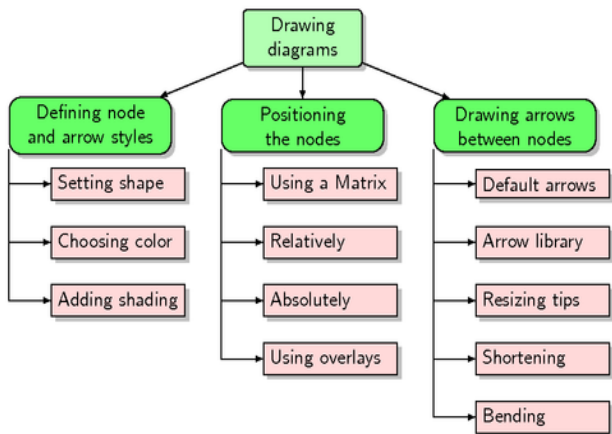 Drawing
diagrams
Defining node
and arrow styles
Setting shape
Choosing color
Adding shading
Positioning
the nodes
Using a Matrix
Relatively
Absolutely
Using overlays
Drawing arrows
between nodes
Default arrows
Arrow library
Resizing tips
Shortening
Bending